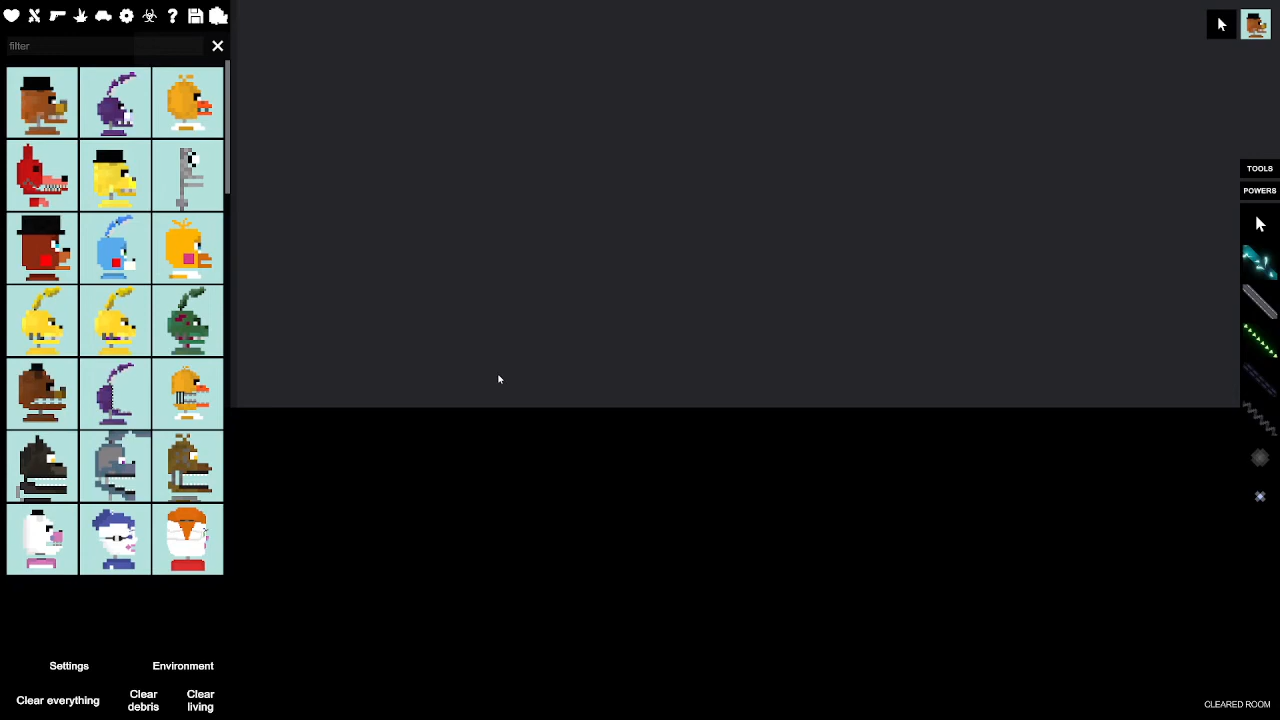 filter
TOOLS
POWERS
Settings Environment
Clear everything Clear debris Clear living
CLEARED ROOM